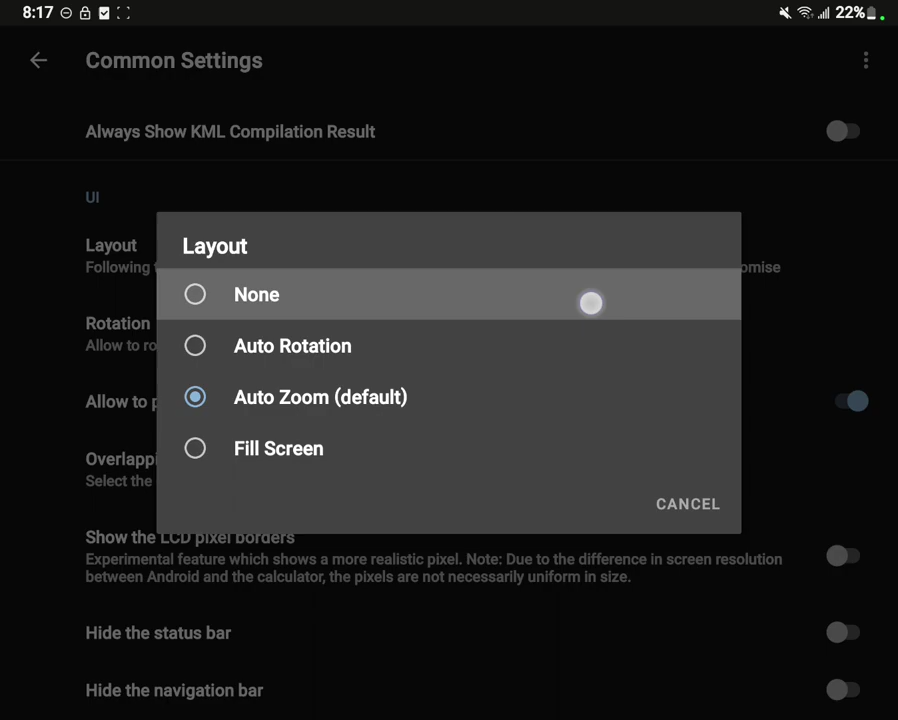 8:17
22%
Common Settings
Always Show KML Compilation Result
UI
Layout
Following
omise
Layout
None
Rotation
Allow to ro
Auto Rotation
Allow to p
Auto Zoom (default)
Overlappi
Select the
Fill Screen
CANCEL
Show the LCD pixel borders
Experimental feature which shows a more realistic pixel. Note: Due to the difference in screen resolution
between Android and the calculator, the pixels are not necessarily uniform in size.
Hide the status bar
Hide the navigation bar